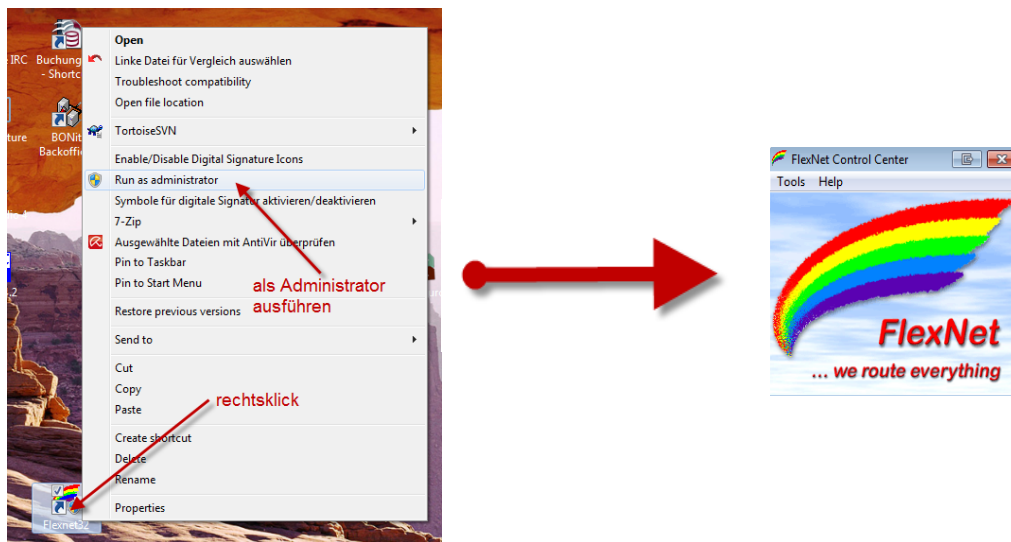 IRC
Buchung
- Shortc
ture
BONit
Backoffi
.2
Flexnet32
Open
Linke Datei für Vergleich auswählen
Troubleshoot compatibility
Open file location
TortoiseSVN
Enable/Disable Digital Signature Icons
Run as administrator
Symbole für digitale Signatur aktivieren/deaktivieren
7-Zip
Ausgewählte Dateien mit AntiVir überprüfen
Pin to Taskbar
Pin to Start Menu
Restore previous versions
Send to
Cut
Copy
Paste
Create shortcut
Delete
Rename
Properties
als Administrator
ausführen
rechtsklick
FlexNet Control Center
Tools Help
FlexNet
... we route everything